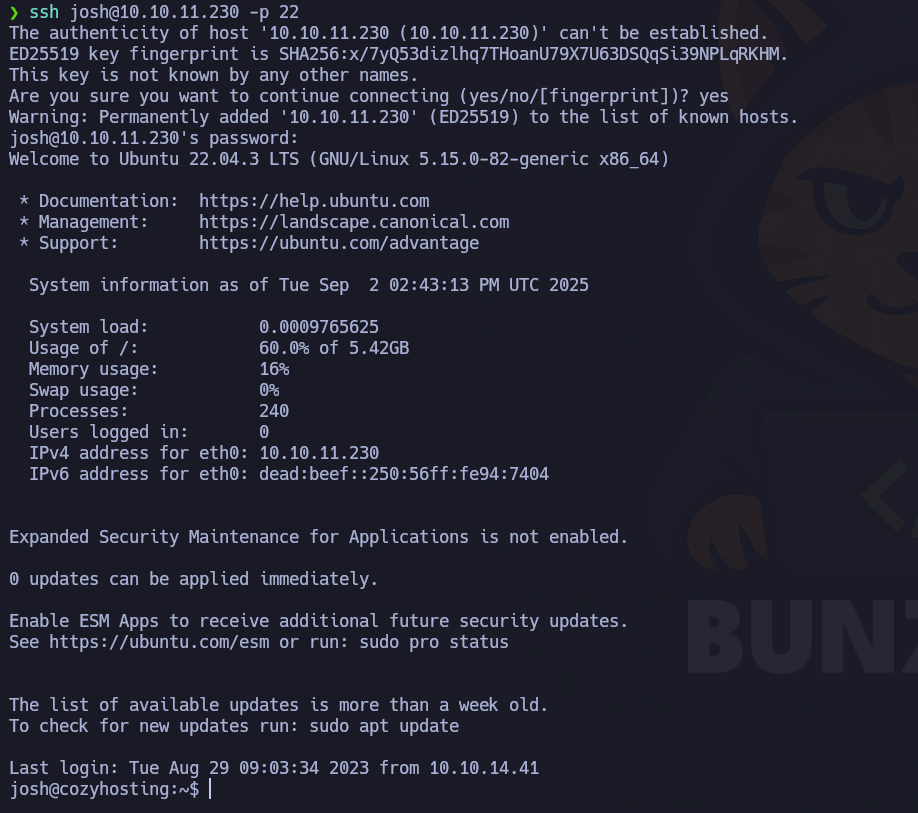 ❯ ssh josh@10.10.11.230 -p 22
The authenticity of host '10.10.11.230 (10.10.11.230)' can't be established.
ED25519 key fingerprint is SHA256:x/7yQ53dizlhq7THoanU79X7U63DSQqSi39NPLqRKHM.
This key is not known by any other names.
Are you sure you want to continue connecting (yes/no/[fingerprint])? yes
Warning: Permanently added '10.10.11.230' (ED25519) to the list of known hosts.
josh@10.10.11.230's password:
Welcome to Ubuntu 22.04.3 LTS (GNU/Linux 5.15.0-82-generic x86_64)
* Documentation:  https://help.ubuntu.com
* Management:     https://landscape.canonical.com
* Support:        https://ubuntu.com/advantage
System information as of Tue Sep  2 02:43:13 PM UTC 2025
System load:           0.0009765625
Usage of /:            60.0% of 5.42GB
Memory usage:          16%
Swap usage:            0%
Processes:             240
Users logged in:       0
IPv4 address for eth0: 10.10.11.230
IPv6 address for eth0: dead:beef::250:56ff:fe94:7404
Expanded Security Maintenance for Applications is not enabled.
0 updates can be applied immediately.
Enable ESM Apps to receive additional future security updates.
See https://ubuntu.com/esm or run: sudo pro status
The list of available updates is more than a week old.
To check for new updates run: sudo apt update
Last login: Tue Aug 29 09:03:34 2023 from 10.10.14.41
josh@cozyhosting:~$